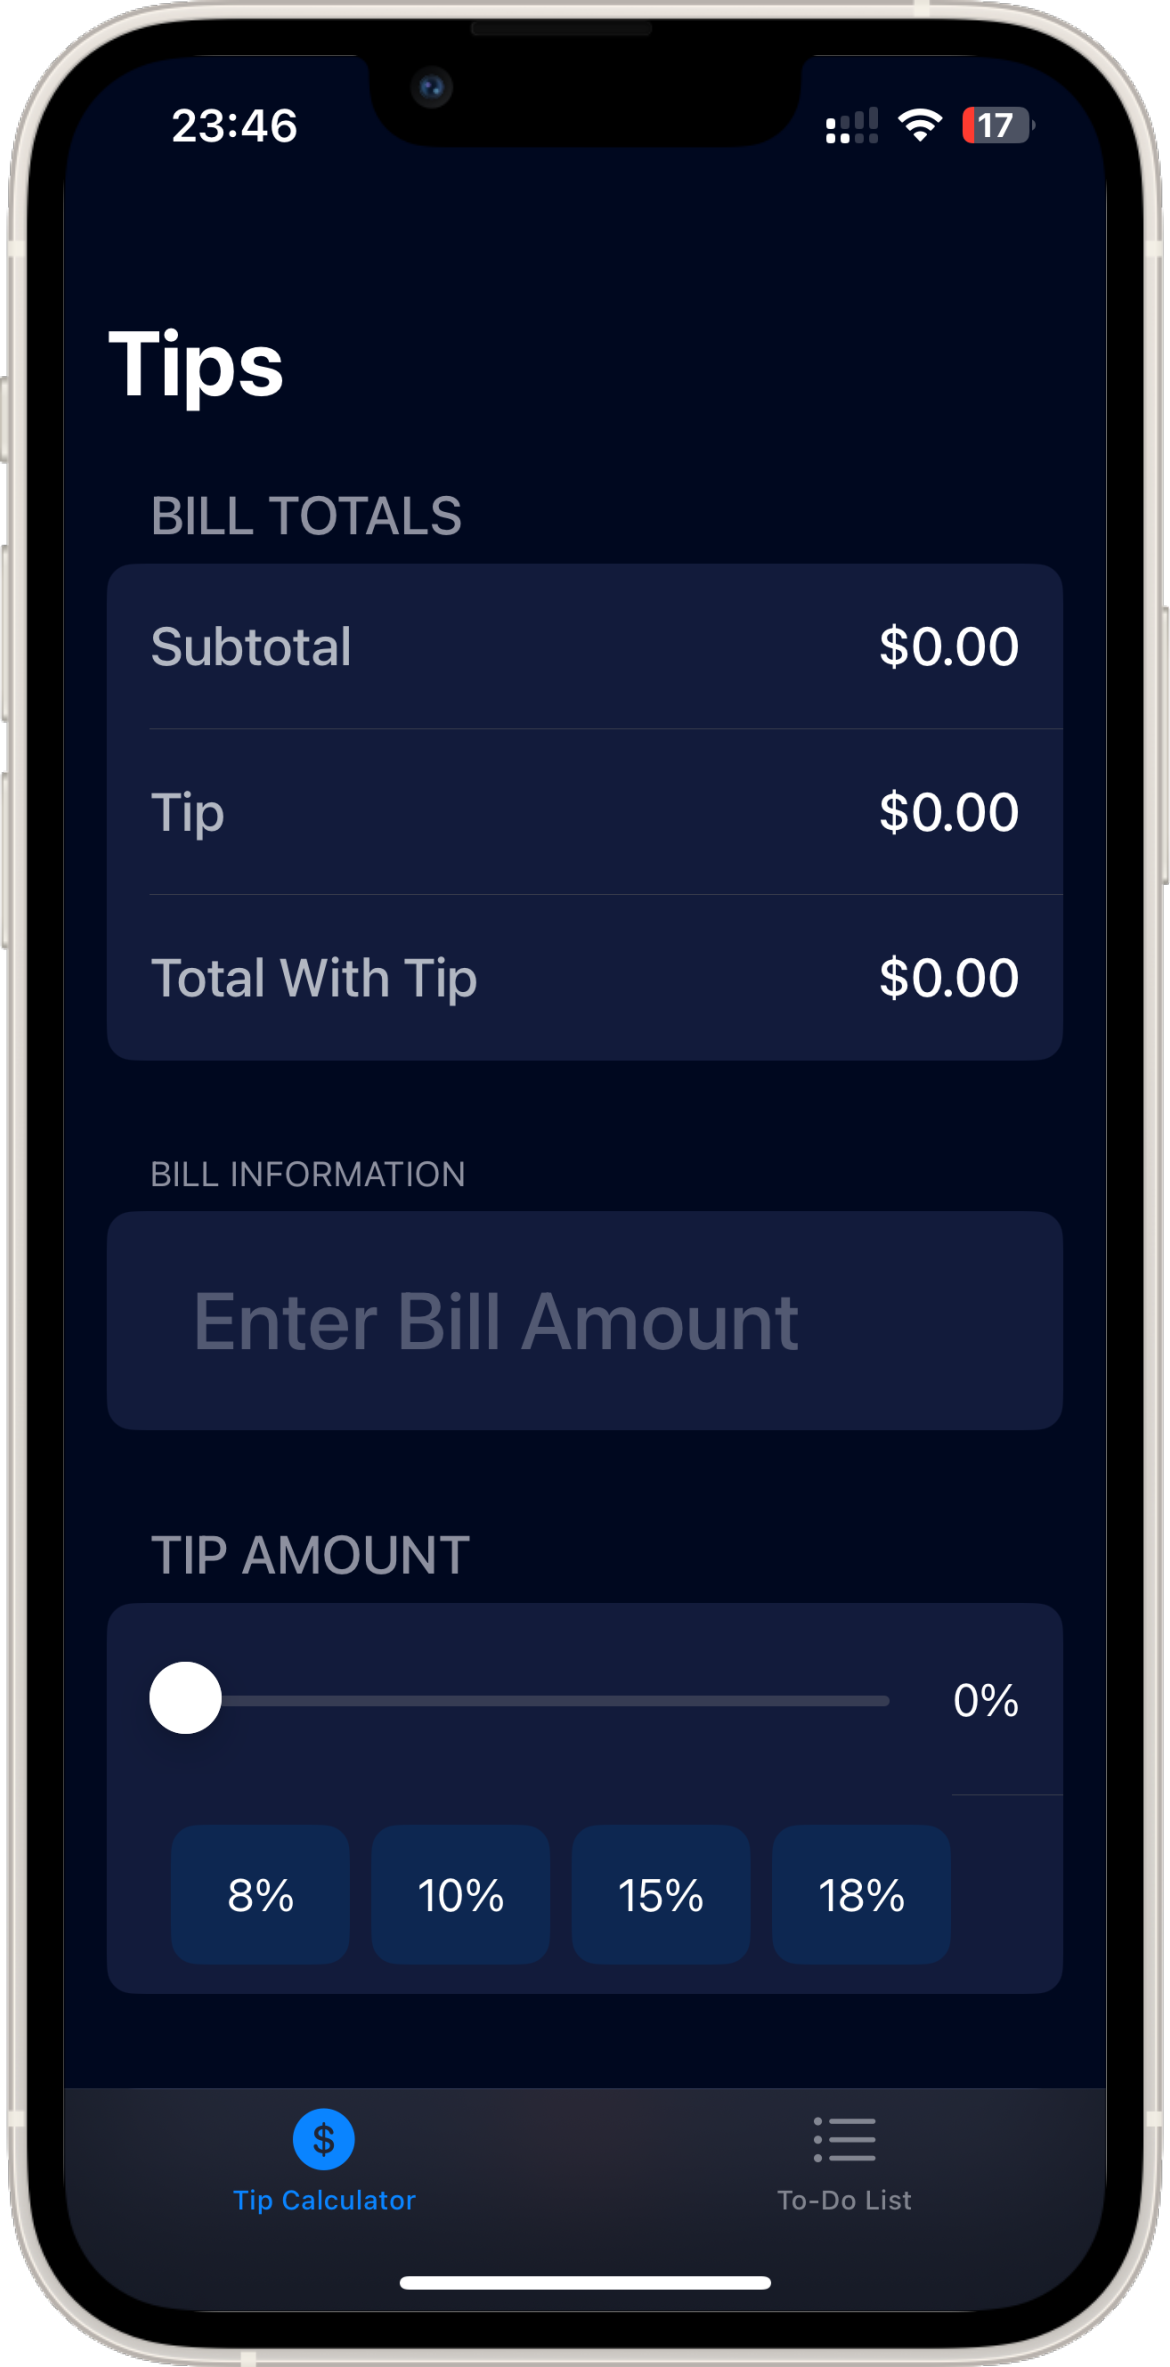 23:46
17
Tips
BILL TOTALS
Subtotal $0.00
Tip $0.00
Total With Tip $0.00
BILL INFORMATION
Enter Bill Amount
TIP AMOUNT
0%
8% 10% 15% 18%
$
Tip Calculator To-Do List